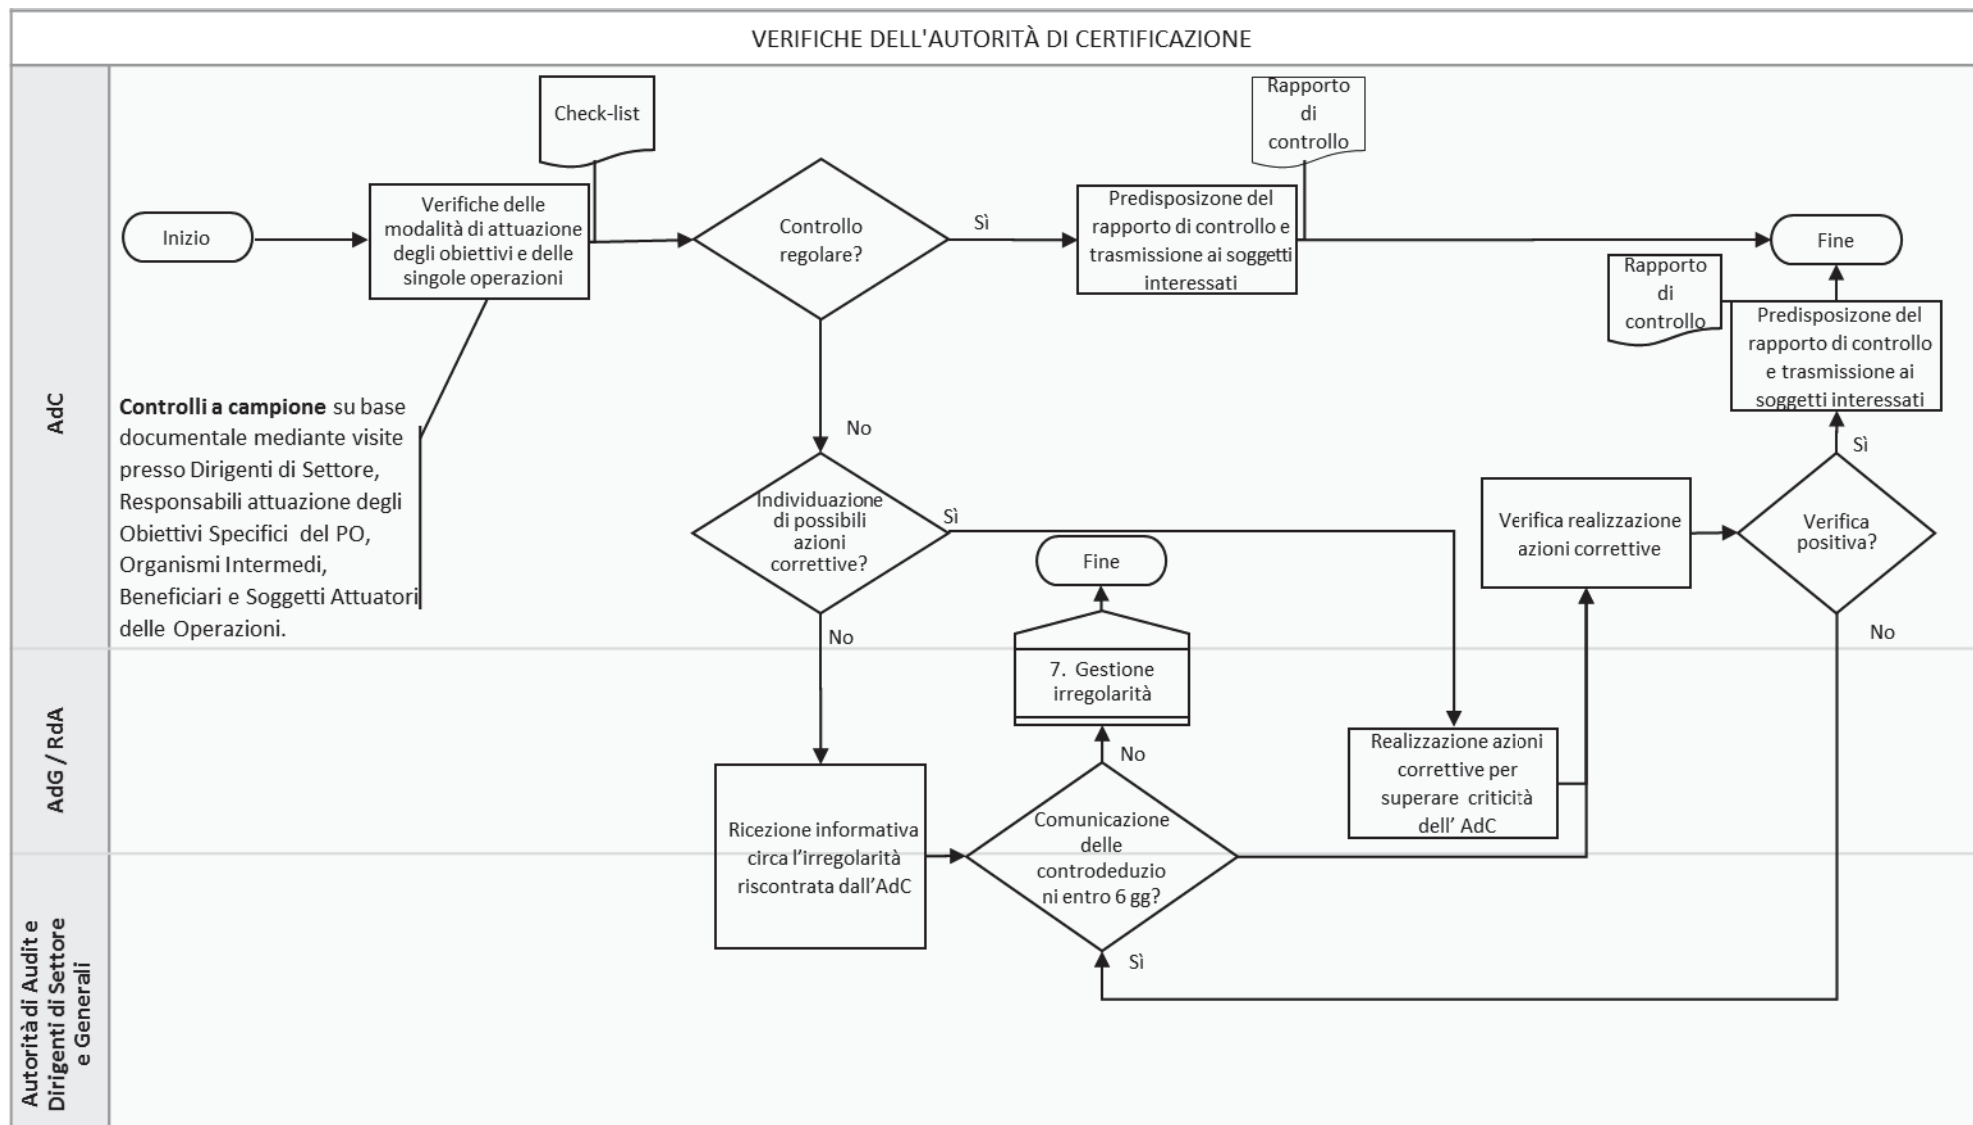 VERIFICHE DELL'AUTORITÀ DI CERTIFICAZIONE
AdC
Inizio
Verifiche delle
modalità di attuazione
degli obiettivi e delle
singole operazioni
Check-list
Controllo
regolare?
Sì
Predisposizone del
rapporto di controllo e
trasmissione ai soggetti
interessati
Rapporto
di
controllo
Fine
Rapporto
di
controllo
Predisposizone del
rapporto di controllo
e trasmissione ai
soggetti interessati
Controlli a campione su base
documentale mediante visite
presso Dirigenti di Settore,
Responsabili attuazione degli
Obiettivi Specifici del PO,
Organismi Intermedi,
Beneficiari e Soggetti Attuatori
delle Operazioni.
No
Individuazione
di possibili
azioni
correttive?
Sì
Fine
Verifica realizzazione
azioni correttive
Sì
Verifica
positiva?
No
No
AdG / RdA
7. Gestione
irregolarità
No
Realizzazione azioni
correttive per
superare criticità
dell' AdC
Ricezione informativa
circa l'irregolarità
riscontrata dall'AdC
Comunicazione
delle
controdeduzio
ni entro 6 gg?
Sì
Autorità di Audit e
Dirigenti di Settore
e Generali